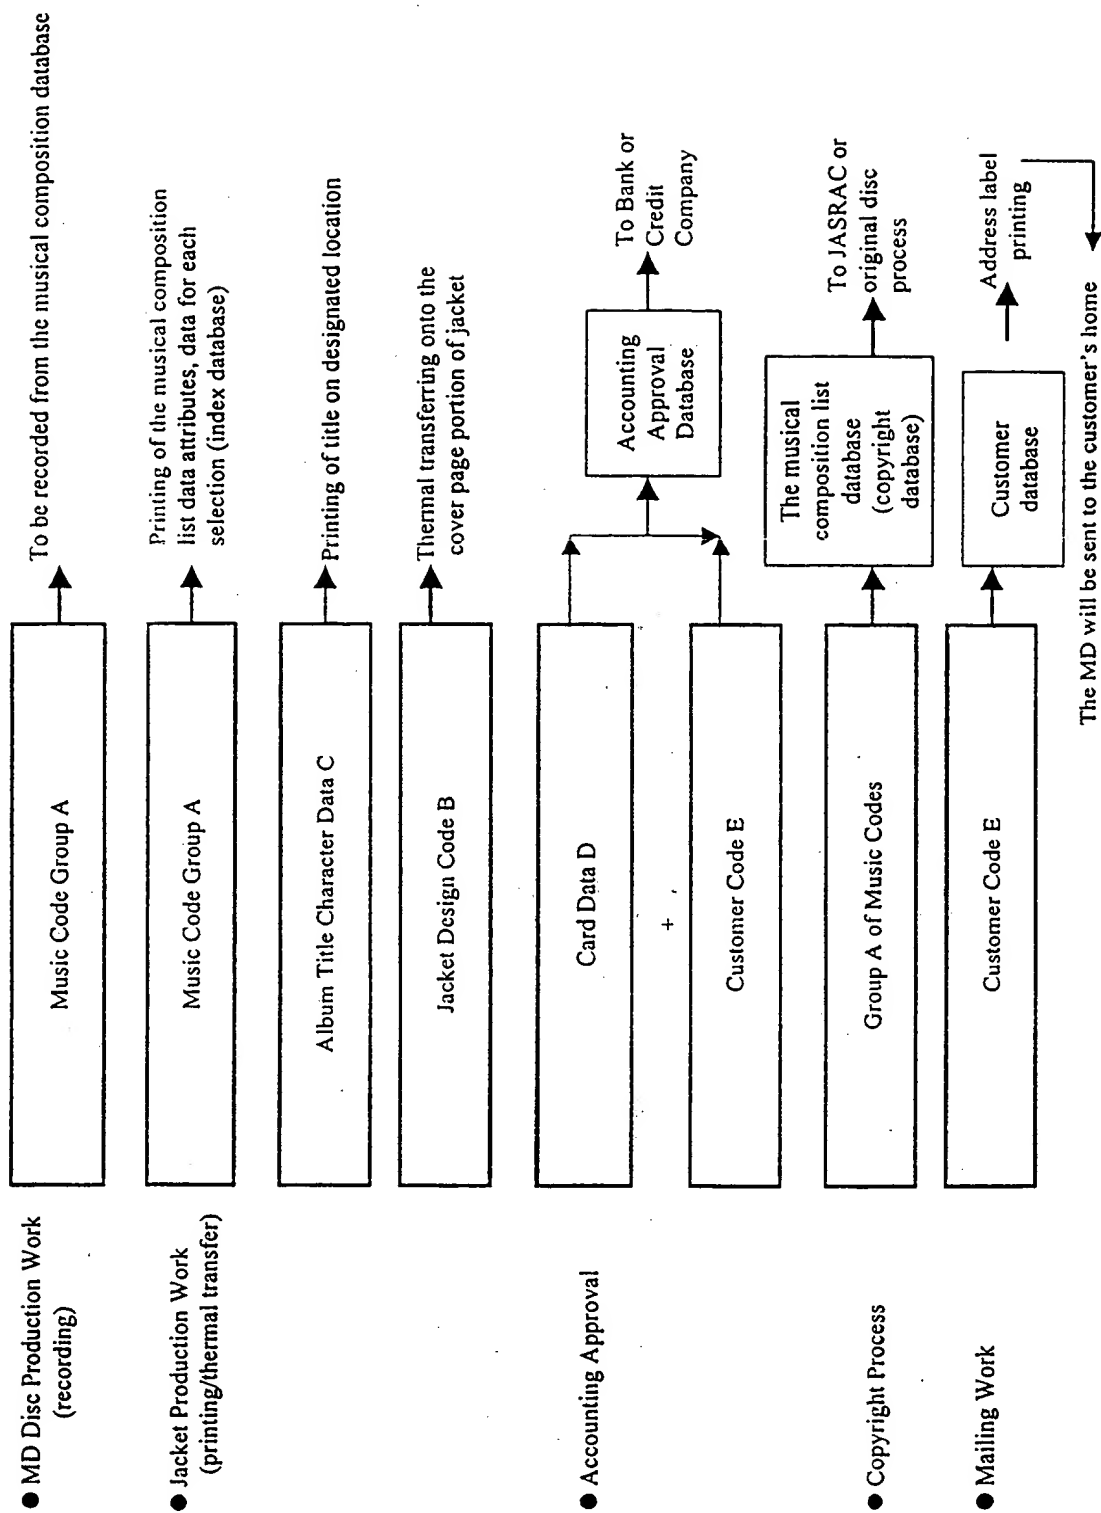 ● MD Disc Production Work
(recording)
Music Code Group A
To be recorded from the musical composition database
● Jacket Production Work
(printing/thermal transfer)
Music Code Group A
Printing of the musical composition
list data attributes, data for each
selection (index database)
Album Title Character Data C
Printing of title on designated location
Jacket Design Code B
Thermal transferring onto the
cover page portion of jacket
● Accounting Approval
Card Data D
+
Customer Code E
Accounting
Approval
Database
To Bank or
Credit
Company
● Copyright Process
Group A of Music Codes
The musical
composition list
database
(copyright
database)
To JASRAC or
original disc
process
● Mailing Work
Customer Code E
Customer
database
Address label
printing
The MD will be sent to the customer's home